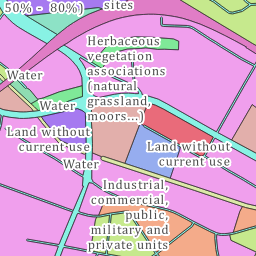 50% - 80%)
sites
Herbaceous
vegetation
associations
(natural
grassland,
moors...)
Water
Water
Land without
current use
Land without
current use
Water
Industrial,
commercial,
public,
military and
private units